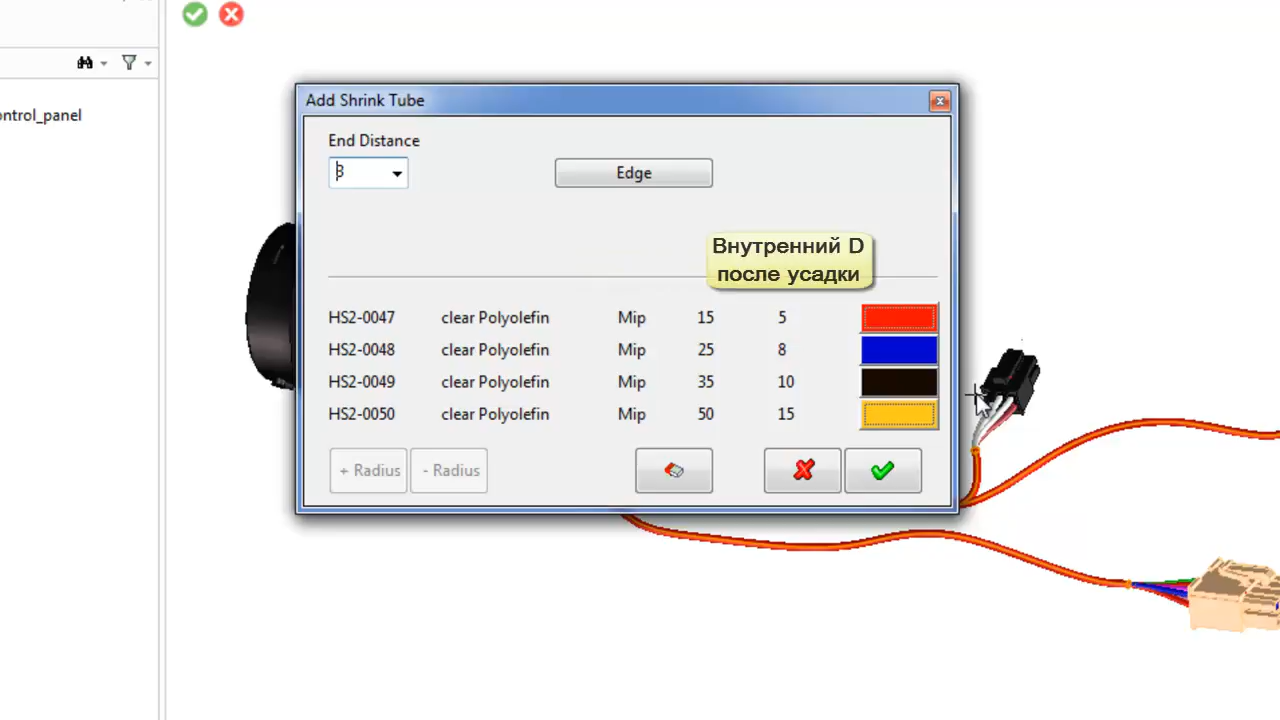 Add Shrink Tube
ontrol_panel
End Distance
3
Edge
Внутренний D
после усадки
HS2-0047 clear Polyolefin Mip 15 5
HS2-0048 clear Polyolefin Mip 25 8
HS2-0049 clear Polyolefin Mip 35 10
HS2-0050 clear Polyolefin Mip 50 15
+ Radius - Radius